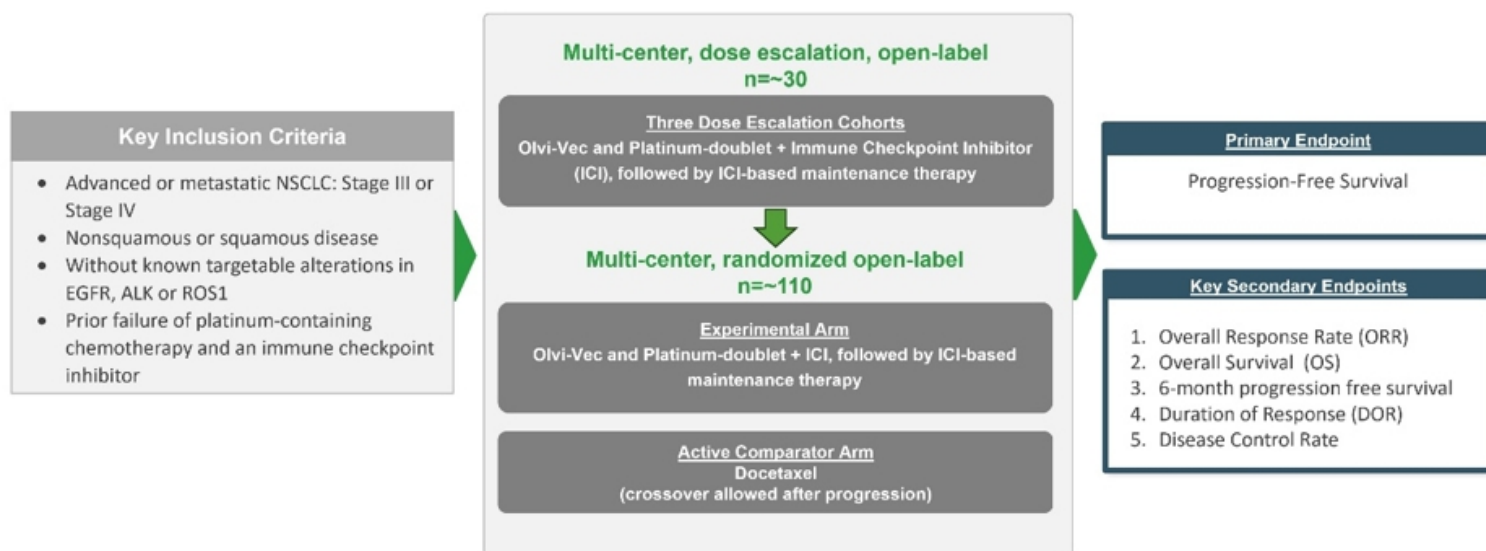 Key Inclusion Criteria
• Advanced or metastatic NSCLC: Stage III or
Stage IV
• Nonsquamous or squamous disease
• Without known targetable alterations in
EGFR, ALK or ROS1
• Prior failure of platinum-containing
chemotherapy and an immune checkpoint
inhibitor
Multi-center, dose escalation, open-label
n=~30
Three Dose Escalation Cohorts
Olvi-Vec and Platinum-doublet + Immune Checkpoint Inhibitor
(ICI), followed by ICI-based maintenance therapy
Multi-center, randomized open-label
n=~110
Experimental Arm
Olvi-Vec and Platinum-doublet + ICI, followed by ICI-based
maintenance therapy
Active Comparator Arm
Docetaxel
(crossover allowed after progression)
Primary Endpoint
Progression-Free Survival
Key Secondary Endpoints
1. Overall Response Rate (ORR)
2. Overall Survival (OS)
3. 6-month progression free survival
4. Duration of Response (DOR)
5. Disease Control Rate